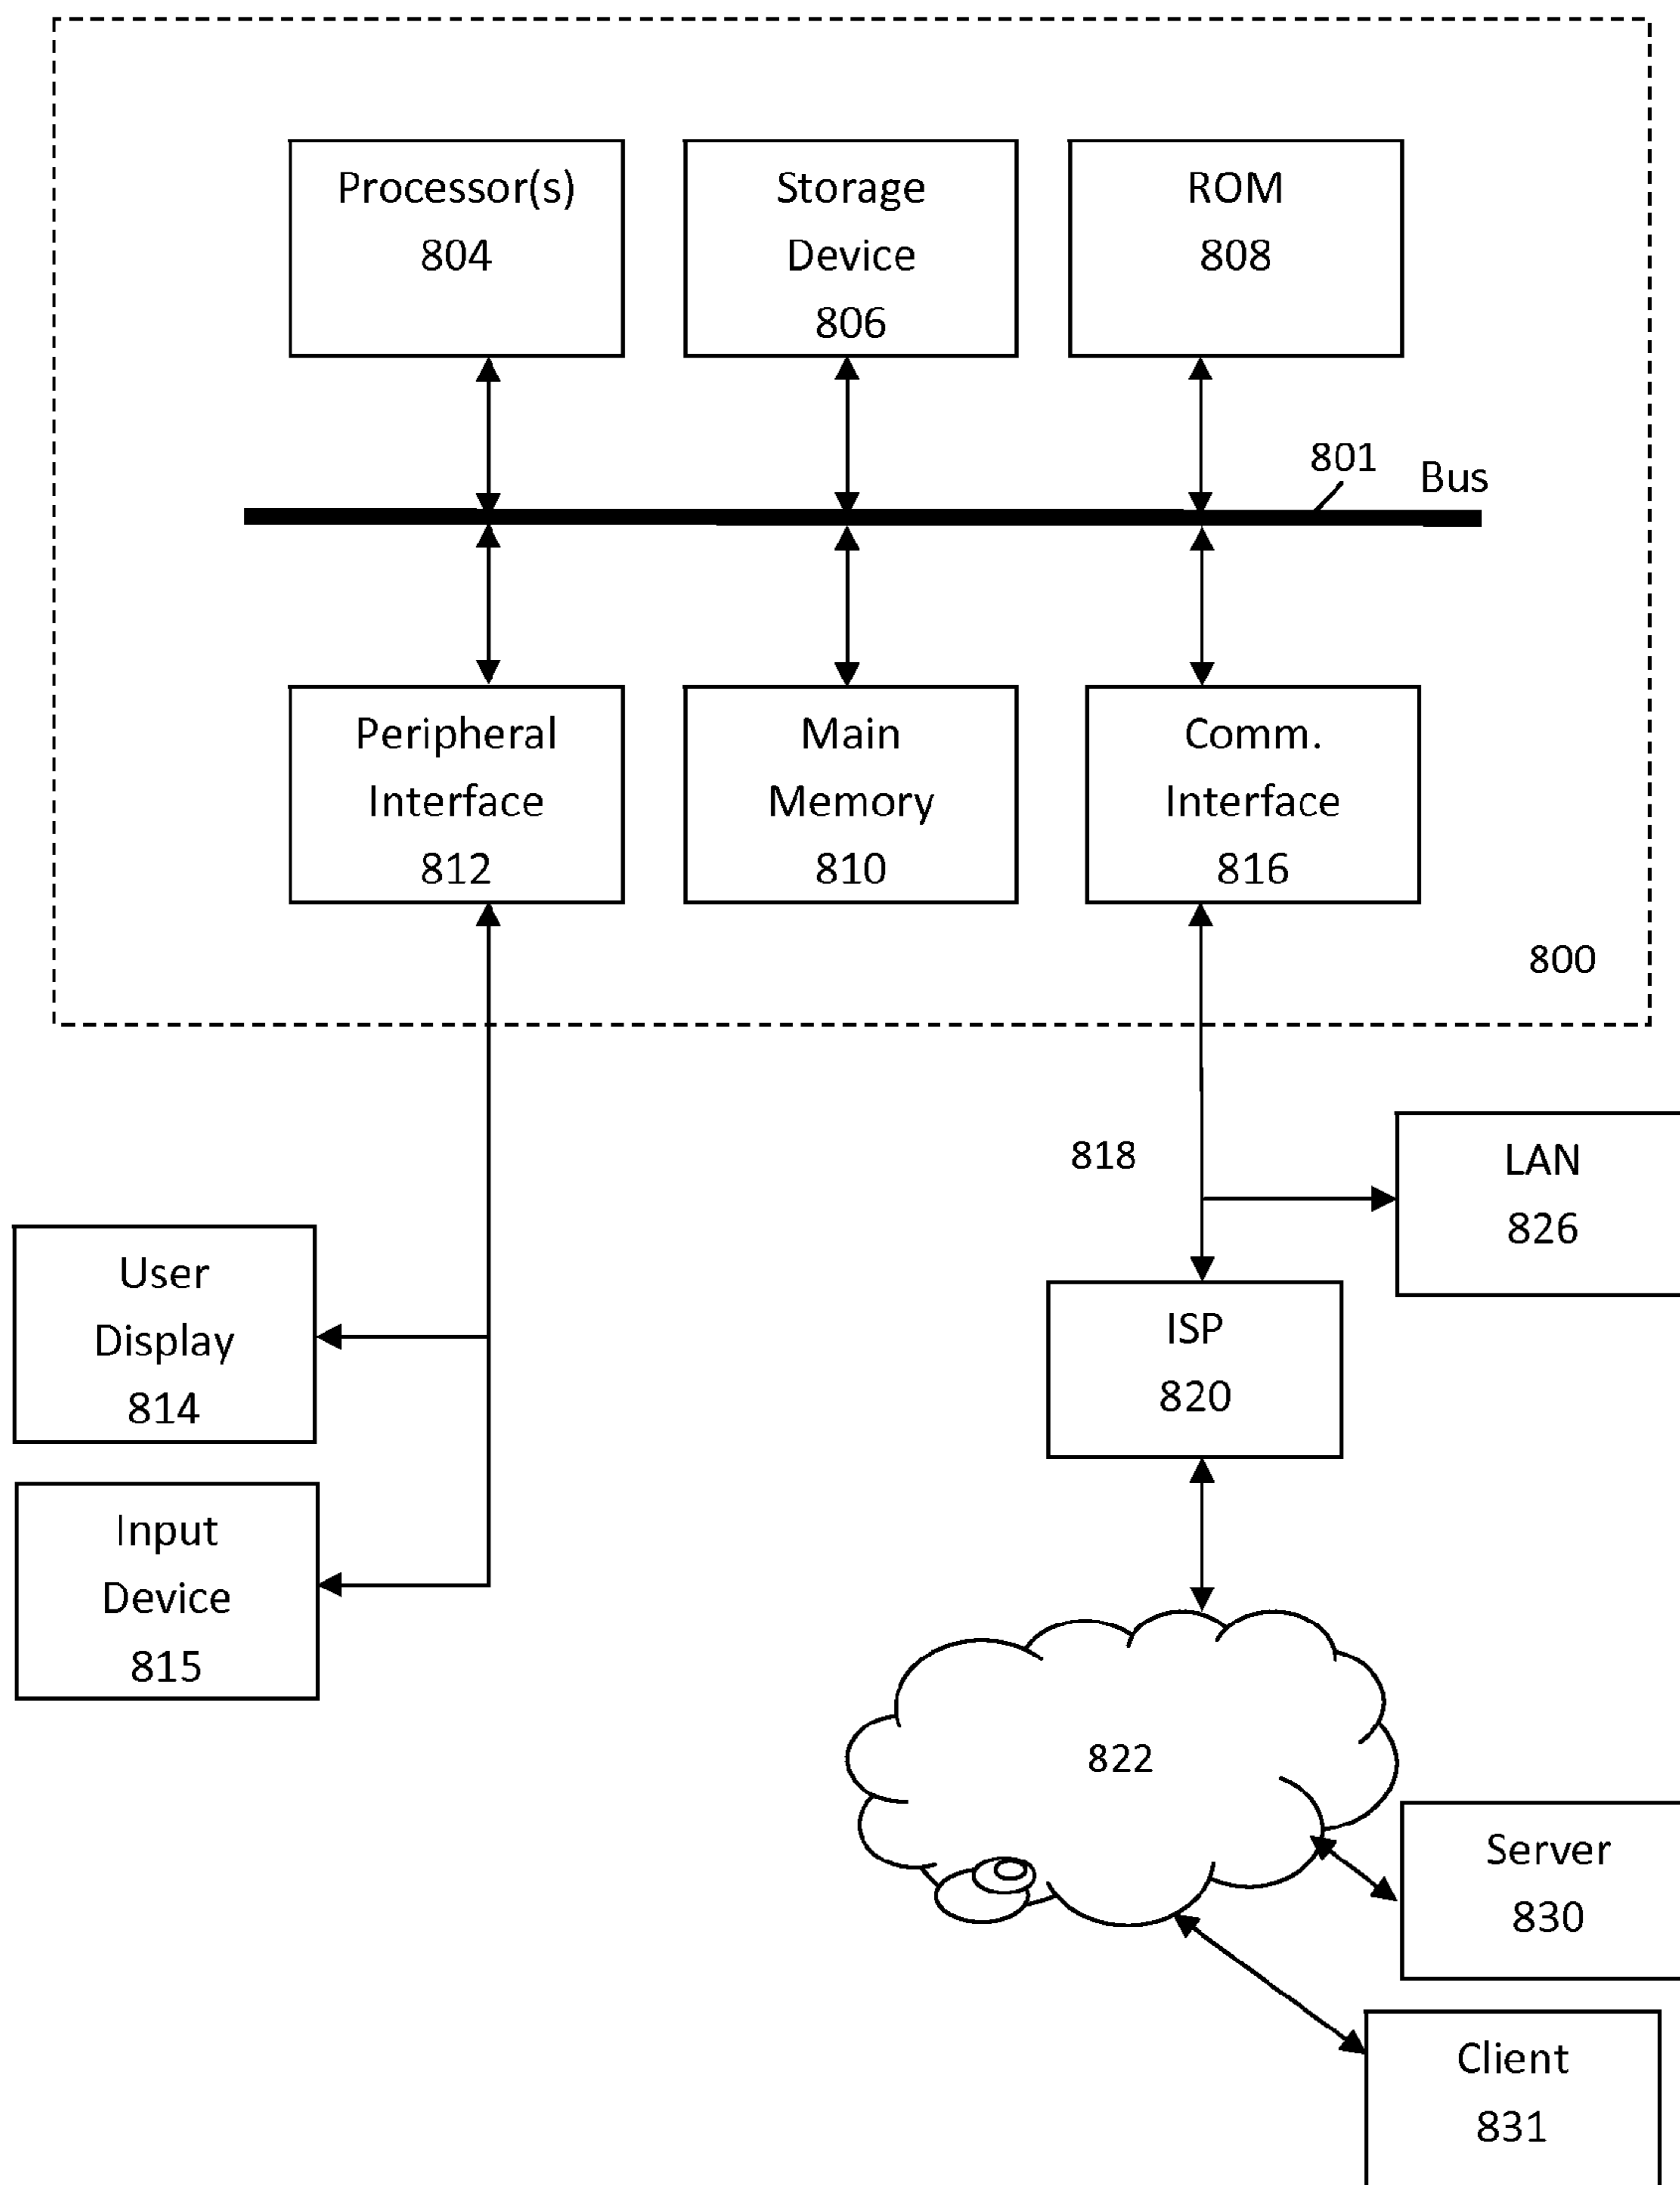 Processor(s)
804
Storage
Device
806
ROM
808
801
Bus
Peripheral
Interface
812
Main
Memory
810
Comm.
Interface
816
800
818
LAN
826
User
Display
814
ISP
820
Input
Device
815
822
Server
830
Client
831